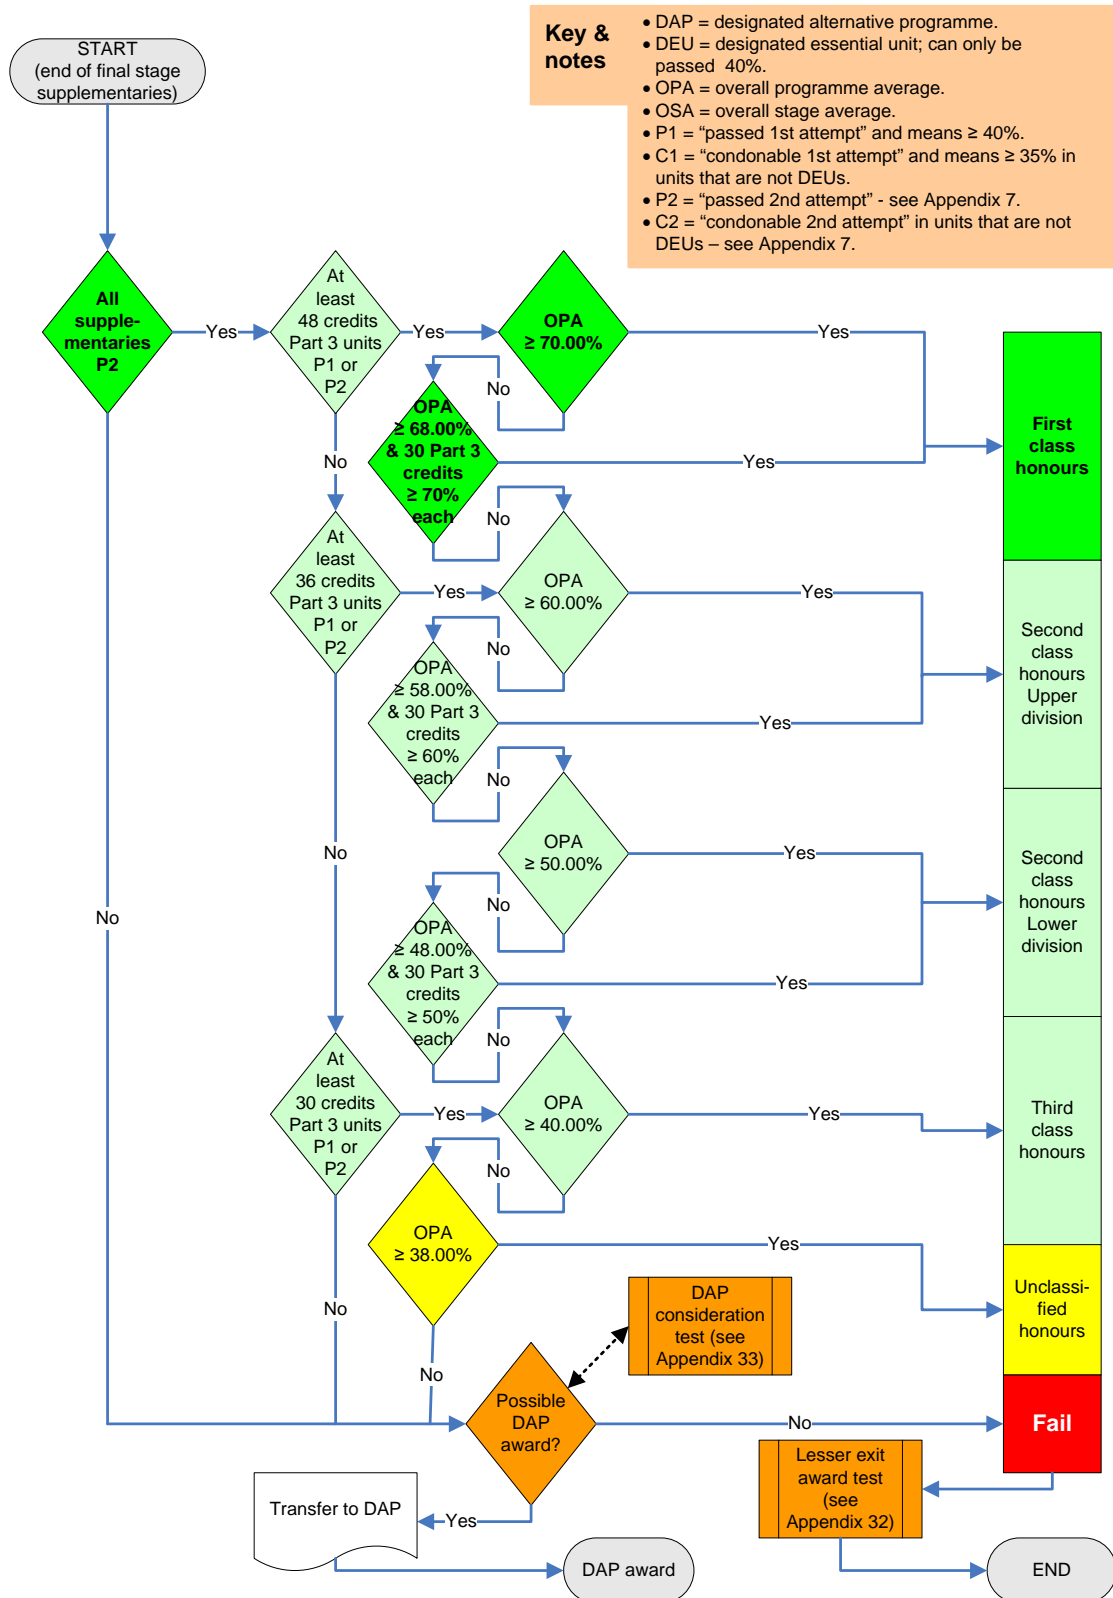 START
(end of final stage
supplementaries)
Key &
notes
• DAP = designated alternative programme.
• DEU = designated essential unit; can only be
passed  40%.
• OPA = overall programme average.
• OSA = overall stage average.
• P1 = “passed 1st attempt” and means ≥ 40%.
• C1 = “condonable 1st attempt” and means ≥ 35% in
units that are not DEUs.
• P2 = “passed 2nd attempt” - see Appendix 7.
• C2 = “condonable 2nd attempt” in units that are not
DEUs – see Appendix 7.
All
supple-
mentaries
P2
Yes
At
least
48 credits
Part 3 units
P1 or
P2
Yes
OPA
≥ 70.00%
Yes
No
OPA
≥ 68.00%
& 30 Part 3
credits
≥ 70%
each
Yes
First
class
honours
No
No
At
least
36 credits
Part 3 units
P1 or
P2
Yes
OPA
≥ 60.00%
Yes
No
OPA
≥ 58.00%
& 30 Part 3
credits
≥ 60%
each
Yes
Second
class
honours
Upper
division
No
No
OPA
≥ 50.00%
Yes
No
OPA
≥ 48.00%
& 30 Part 3
credits
≥ 50%
each
Yes
Second
class
honours
Lower
division
No
No
At
least
30 credits
Part 3 units
P1 or
P2
Yes
OPA
≥ 40.00%
Yes
Third
class
honours
No
OPA
≥ 38.00%
Yes
Unclassi-
fied
honours
No
No
DAP
consideration
test (see
Appendix 33)
Possible
DAP
award?
No
Fail
Lesser exit
award test
(see
Appendix 32)
Yes
Transfer to DAP
DAP award
END